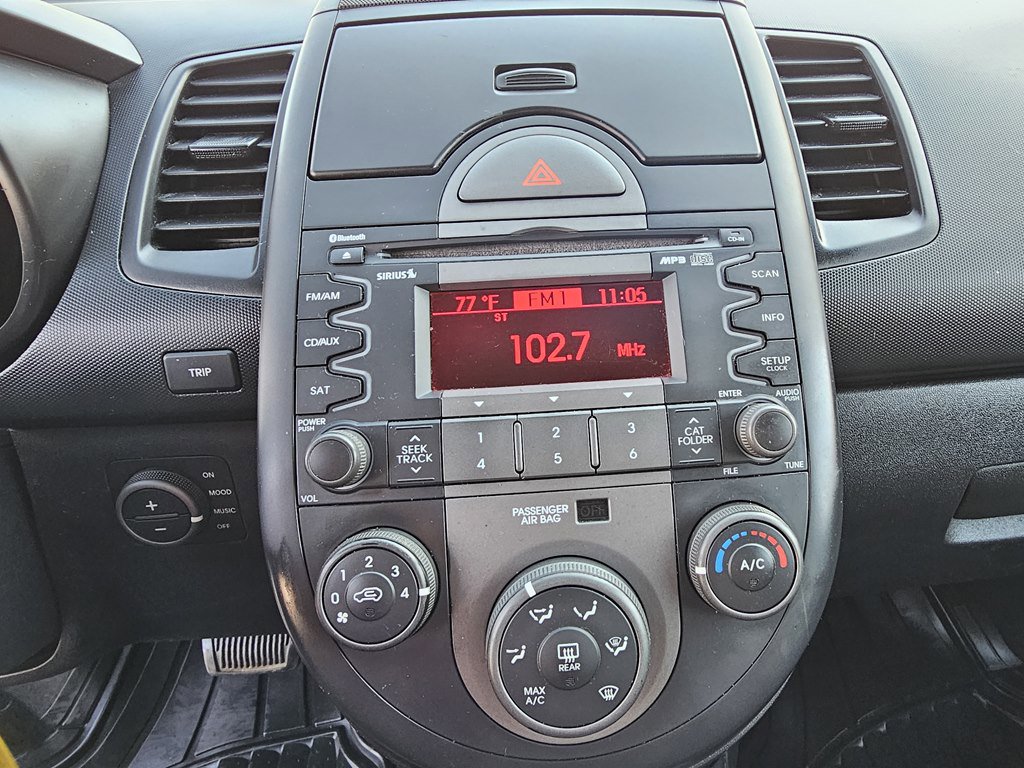 Bluetooth
CD-IN
SIRIUS
MP3
FM/AM
SCAN
77 °F FM1 11:05
ST
INFO
102.7 MHz
CD/AUX
SETUP
CLOCK
TRIP
SAT
POWER
PUSH
ENTER
AUDIO
PUSH
SEEK
TRACK
1
4
2
5
3
6
CAT
FOLDER
VOL
FILE
TUNE
ON
MOOD
MUSIC
OFF
PASSENGER
AIR BAG
OFF
0 1 2 3 4
A/C
REAR
MAX
A/C